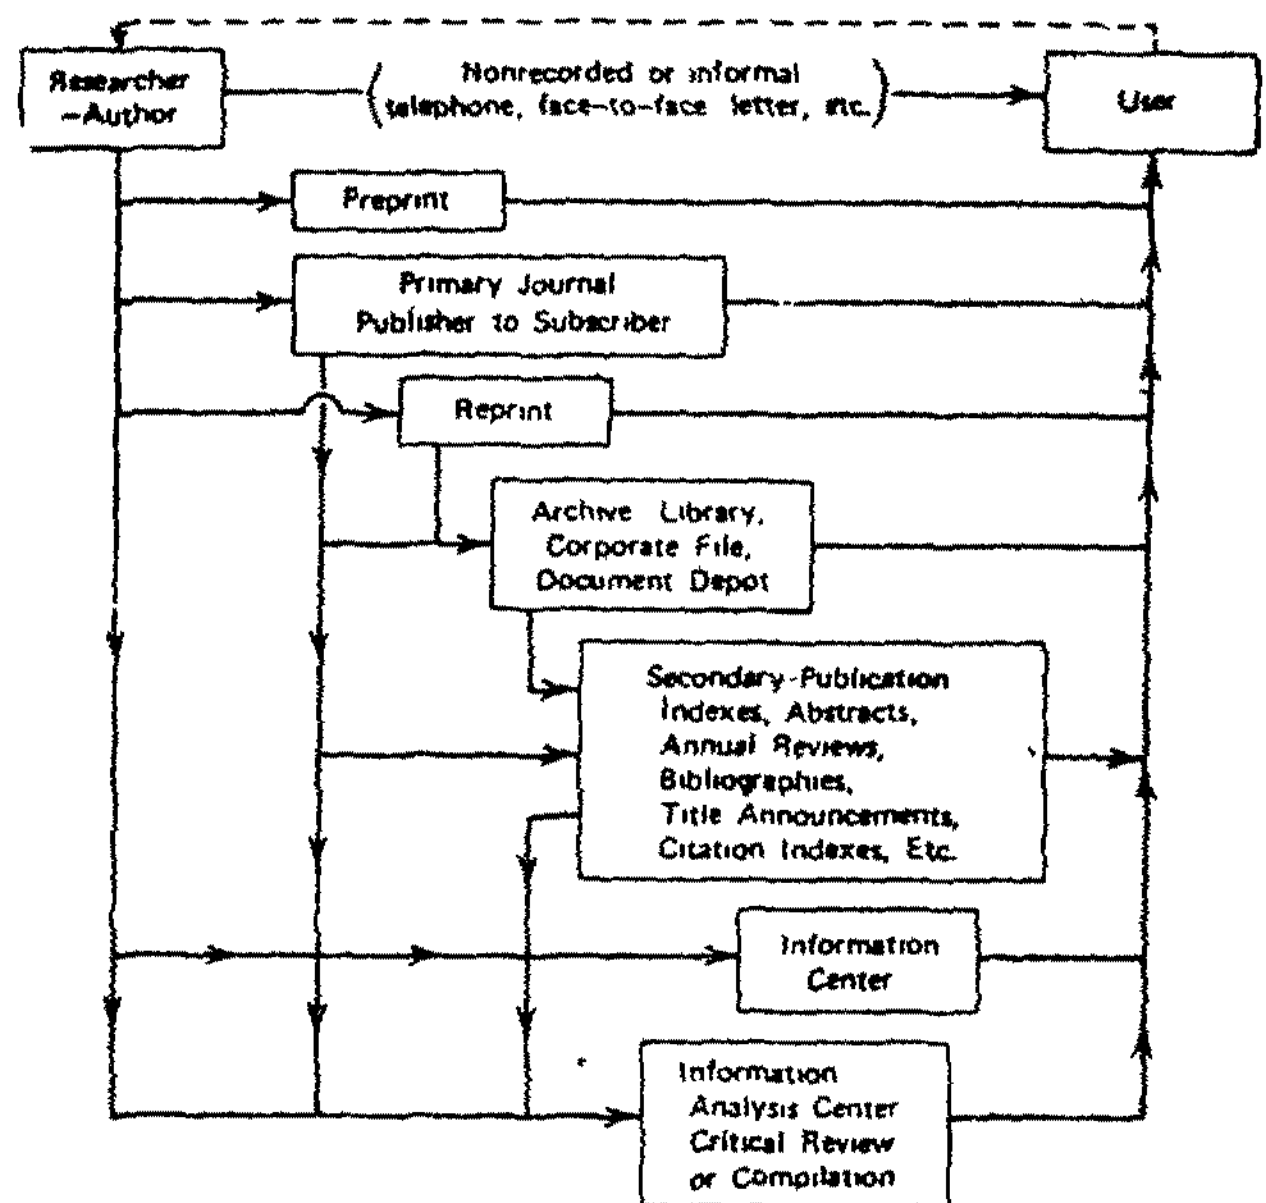 Researcher
-Author
Nonrecorded or informal
(telephone, face-to-face letter, etc.)
User
Preprint
Primary Journal
Publisher to Subscriber
Reprint
Archive Library,
Corporate File,
Document Depot
Secondary-Publication
Indexes, Abstracts,
Annual Reviews,
Bibliographies,
Title Announcements,
Citation Indexes, Etc.
Information
Center
Information
Analysis Center
Critical Review
or Compilation